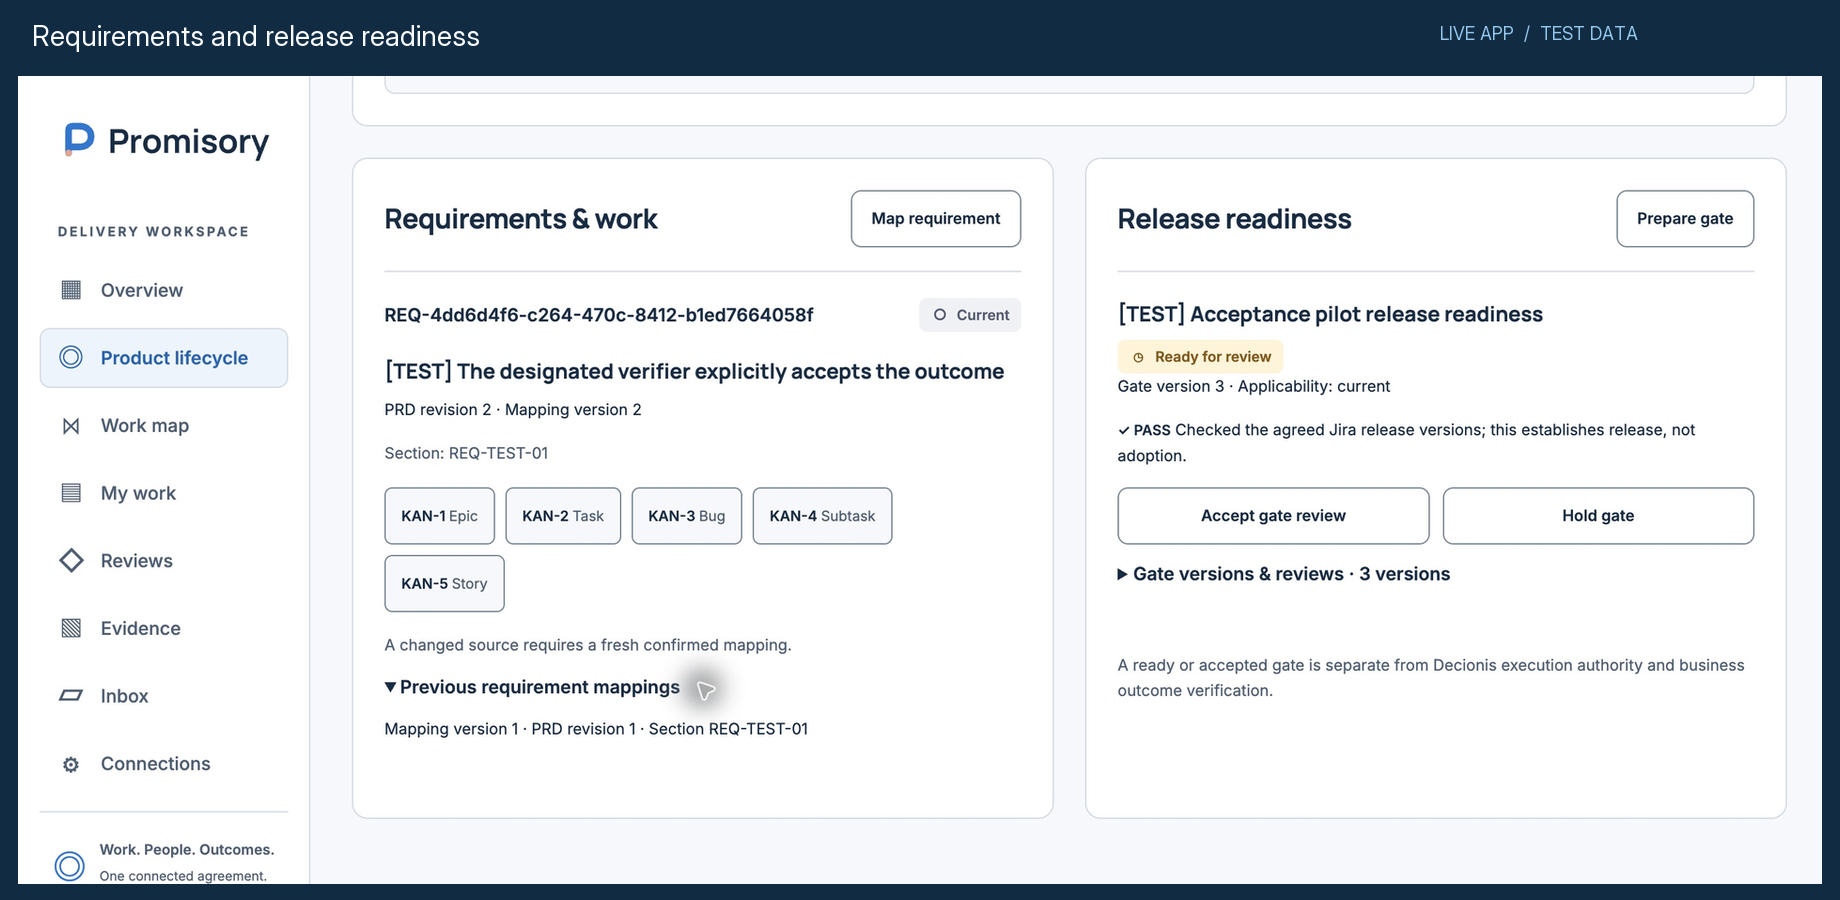 Requirements and release readiness
LIVE APP / TEST DATA
Promisory
DELIVERY WORKSPACE
Overview
Product lifecycle
Work map
My work
Reviews
Evidence
Inbox
Connections
Work. People. Outcomes.
One connected agreement.
Requirements & work
Map requirement
REQ-4dd6d4f6-c264-470c-8412-b1ed7664058f
Current
[TEST] The designated verifier explicitly accepts the outcome
PRD revision 2 · Mapping version 2
Section: REQ-TEST-01
KAN-1 Epic
KAN-2 Task
KAN-3 Bug
KAN-4 Subtask
KAN-5 Story
A changed source requires a fresh confirmed mapping.
Previous requirement mappings
Mapping version 1 · PRD revision 1 · Section REQ-TEST-01
Release readiness
Prepare gate
[TEST] Acceptance pilot release readiness
Ready for review
Gate version 3 · Applicability: current
✓ PASS Checked the agreed Jira release versions; this establishes release, not
adoption.
Accept gate review
Hold gate
Gate versions & reviews · 3 versions
A ready or accepted gate is separate from Decionis execution authority and business
outcome verification.